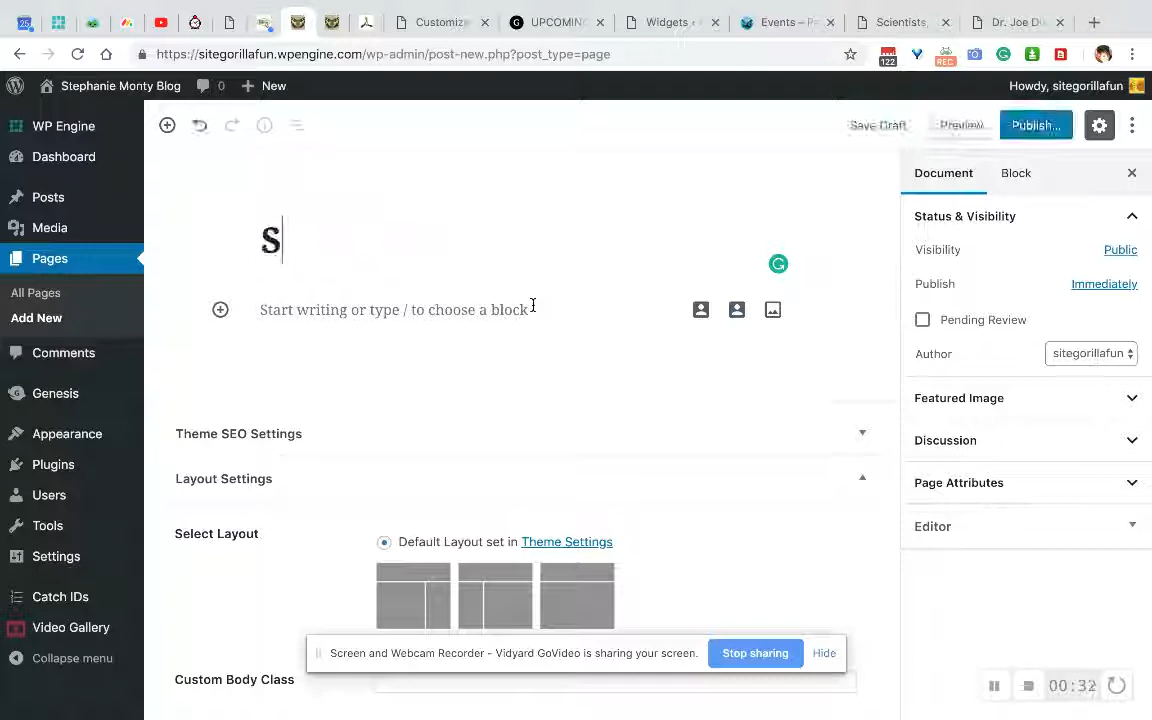 Customize
UPCOMING
Widgets ‹
Events – P
Scientists,
Dr. Joe D
https://sitegorillafun.wpengine.com/wp-admin/post-new.php?post_type=page
122
REC
Stephanie Monty Blog
0
New
Howdy, sitegorillafun
WP Engine
Dashboard
Posts
Media
Pages
All Pages
Add New
Comments
Genesis
Appearance
Plugins
Users
Tools
Settings
Catch IDs
Video Gallery
Collapse menu
Save Draft
Preview
Publish...
S
Start writing or type / to choose a block
Theme SEO Settings
Layout Settings
Select Layout
Default Layout set in Theme Settings
Custom Body Class
Document
Block
Status & Visibility
Visibility
Public
Publish
Immediately
Pending Review
Author
sitegorillafun
Featured Image
Discussion
Page Attributes
Editor
Screen and Webcam Recorder - Vidyard GoVideo is sharing your screen.
Stop sharing
Hide
00:32